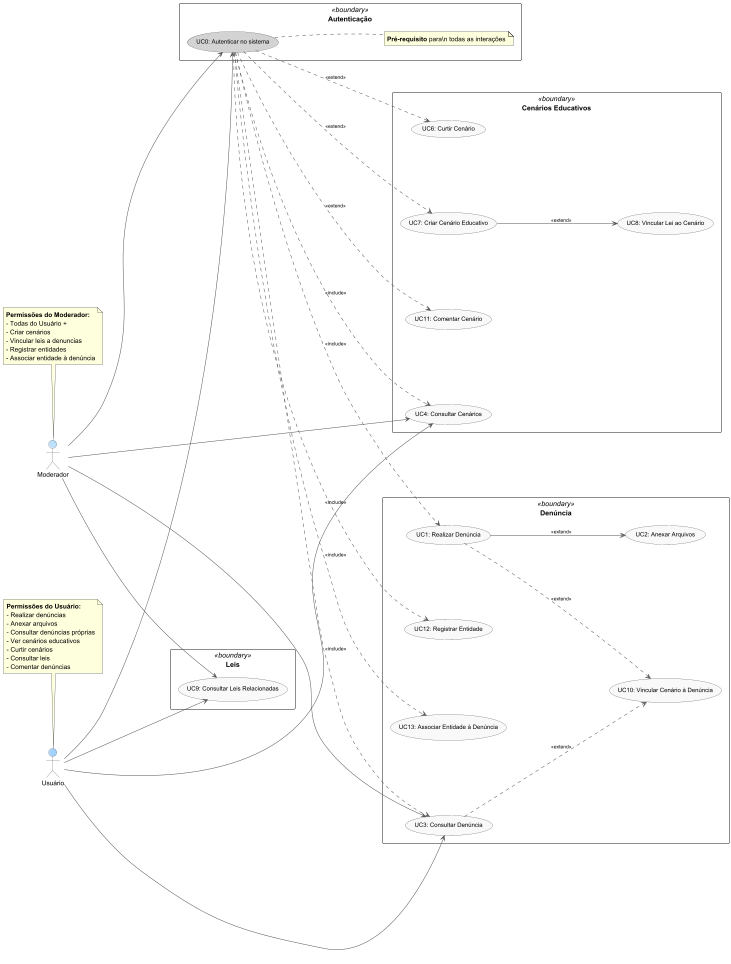 «boundary»
Autenticação
UC0: Autenticar no sistema
Pré-requisito para\n todas as interações
«extend»
«boundary»
Cenários Educativos
UC6: Curtir Cenário
«extend»
UC7: Criar Cenário Educativo
«extend»
UC8: Vincular Lei ao Cenário
«extend»
«include»
UC11: Comentar Cenário
Permissões do Moderador:
- Todas do Usuário +
- Criar cenários
- Vincular leis a denuncias
- Registrar entidades
- Associar entidade à denúncia
«include»
UC4: Consultar Cenários
Moderador
«include»
«boundary»
Denúncia
UC1: Realizar Denúncia
«extend»
UC2: Anexar Arquivos
«include»
«extend»
Permissões do Usuário:
- Realizar denúncias
- Anexar arquivos
- Consultar denúncias próprias
- Ver cenários educativos
- Curtir cenários
- Consultar leis
- Comentar denúncias
UC12: Registrar Entidade
«include»
«boundary»
Leis
UC9: Consultar Leis Relacionadas
UC10: Vincular Cenário à Denúncia
UC13: Associar Entidade à Denúncia
«extend»
Usuário
UC3: Consultar Denúncia